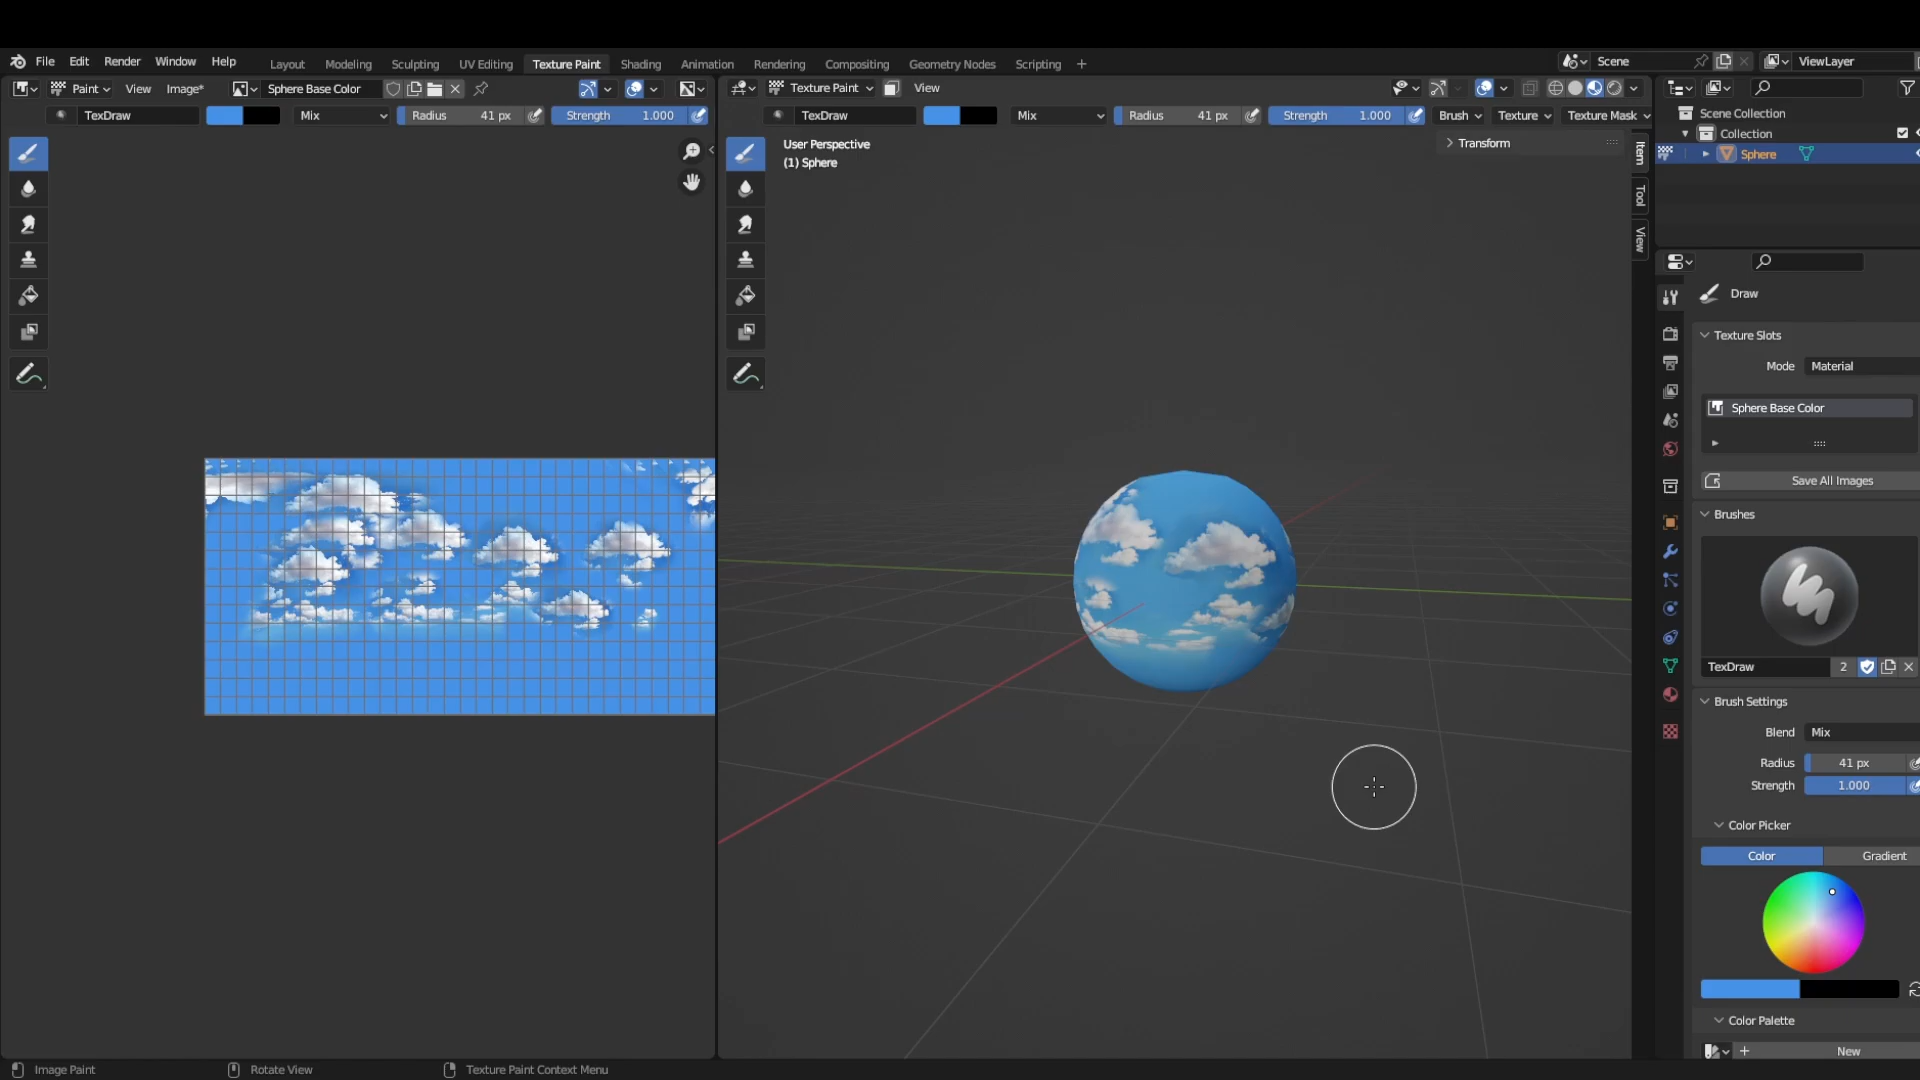 File Edit Render Window Help Layout Modeling Sculpting UV Editing Texture Paint Shading Animation Rendering Compositing Geometry Nodes Scripting + Scene ViewLayer
Paint View Image* Sphere Base Color Texture Paint View
TexDraw Mix Radius 41 px Strength 1.000 TexDraw Mix Radius 41 px Strength 1.000 Brush Texture Texture Mask
Scene Collection
Collection
Sphere
User Perspective
(1) Sphere
Transform
Item
Tool
View
Draw
Texture Slots
Mode Material
Sphere Base Color
Save All Images
Brushes
TexDraw 2
Brush Settings
Blend Mix
Radius 41 px
Strength 1.000
Color Picker
Color Gradient
Color Palette
+ New
Image Paint Rotate View Texture Paint Context Menu